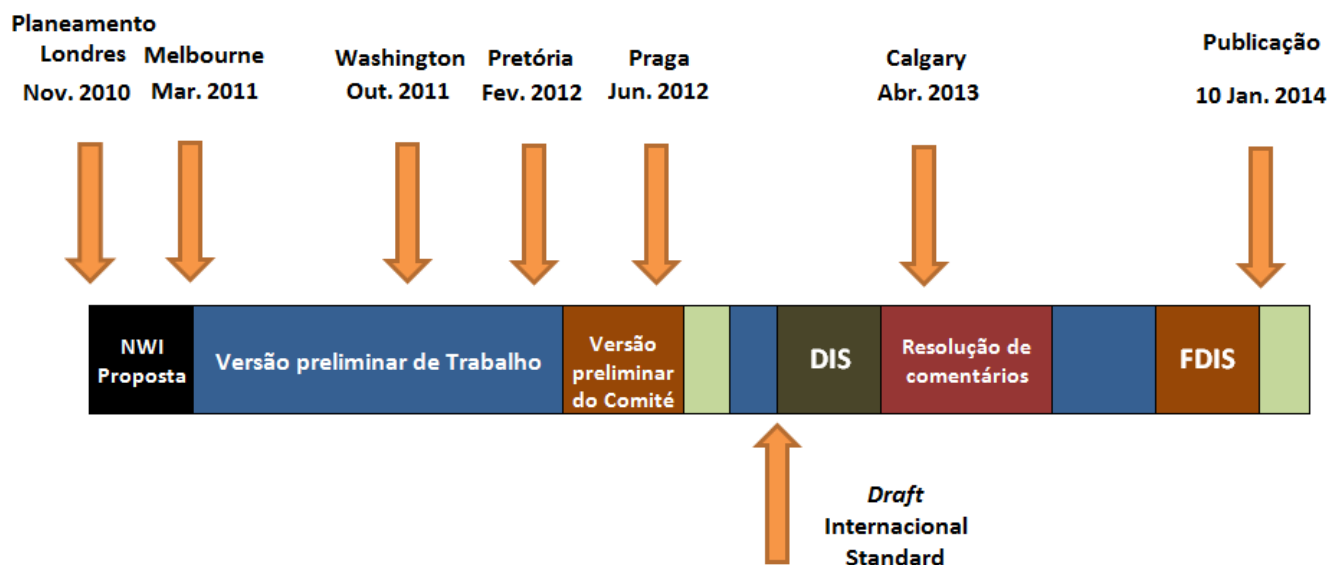 Planeamento
Londres
Nov. 2010
Melbourne
Mar. 2011
Washington
Out. 2011
Pretória
Fev. 2012
Praga
Jun. 2012
Calgary
Abr. 2013
Publicação
10 Jan. 2014
NWI
Proposta
Versão preliminar de Trabalho
Versão
preliminar
do Comité
DIS
Resolução de
comentários
FDIS
Draft
Internacional
Standard